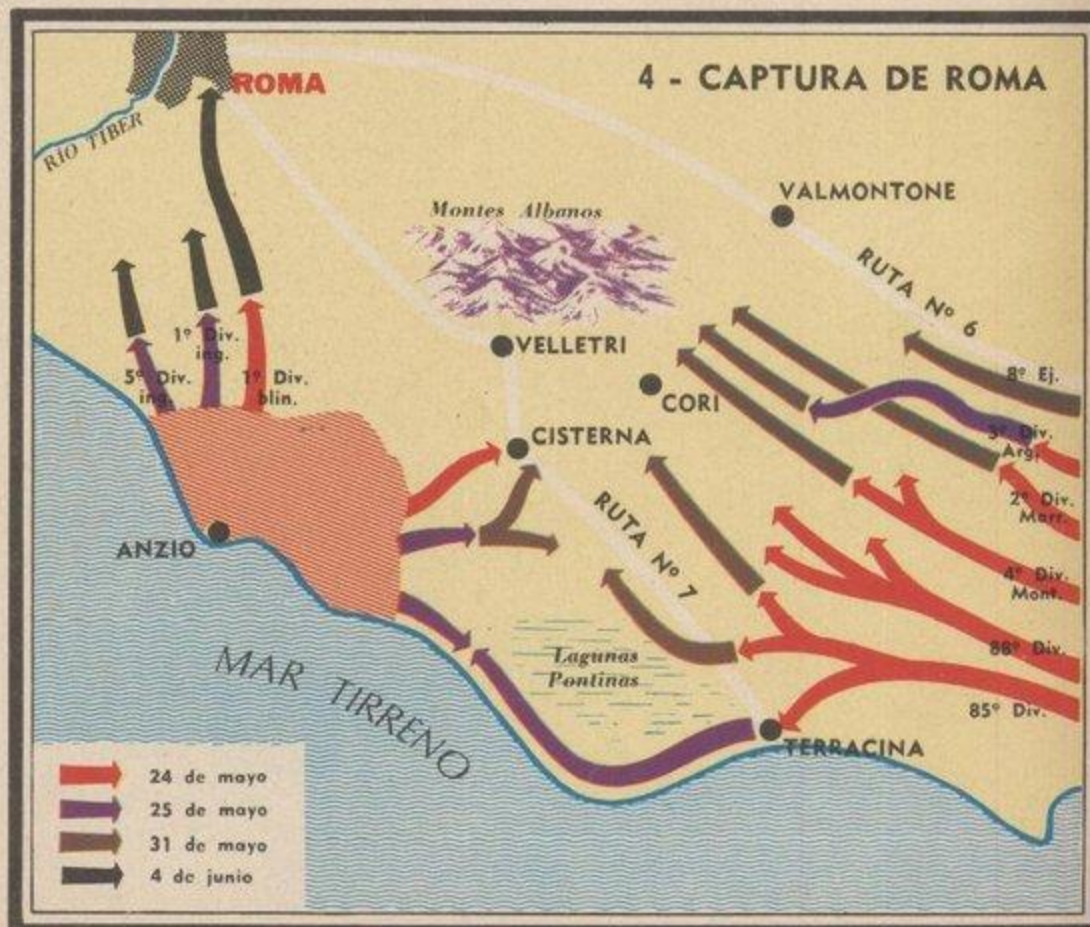 4 - CAPTURA DE ROMA
ROMA
RÍO TÍBER
VALMONTONE
Montes Albanos
RUTA Nº 6
1º Div.
ing.
5º Div.
ing.
1º Div.
blin.
VELLETRI
8º Ej.
CORI
CISTERNA
3º Div.
Arg.
2º Div.
Marr.
RUTA Nº 7
ANZIO
4º Div.
Mont.
88º Div.
Lagunas
Pontinas
85º Div.
MAR TIRRENO
TERRACINA
24 de mayo
25 de mayo
31 de mayo
4 de junio